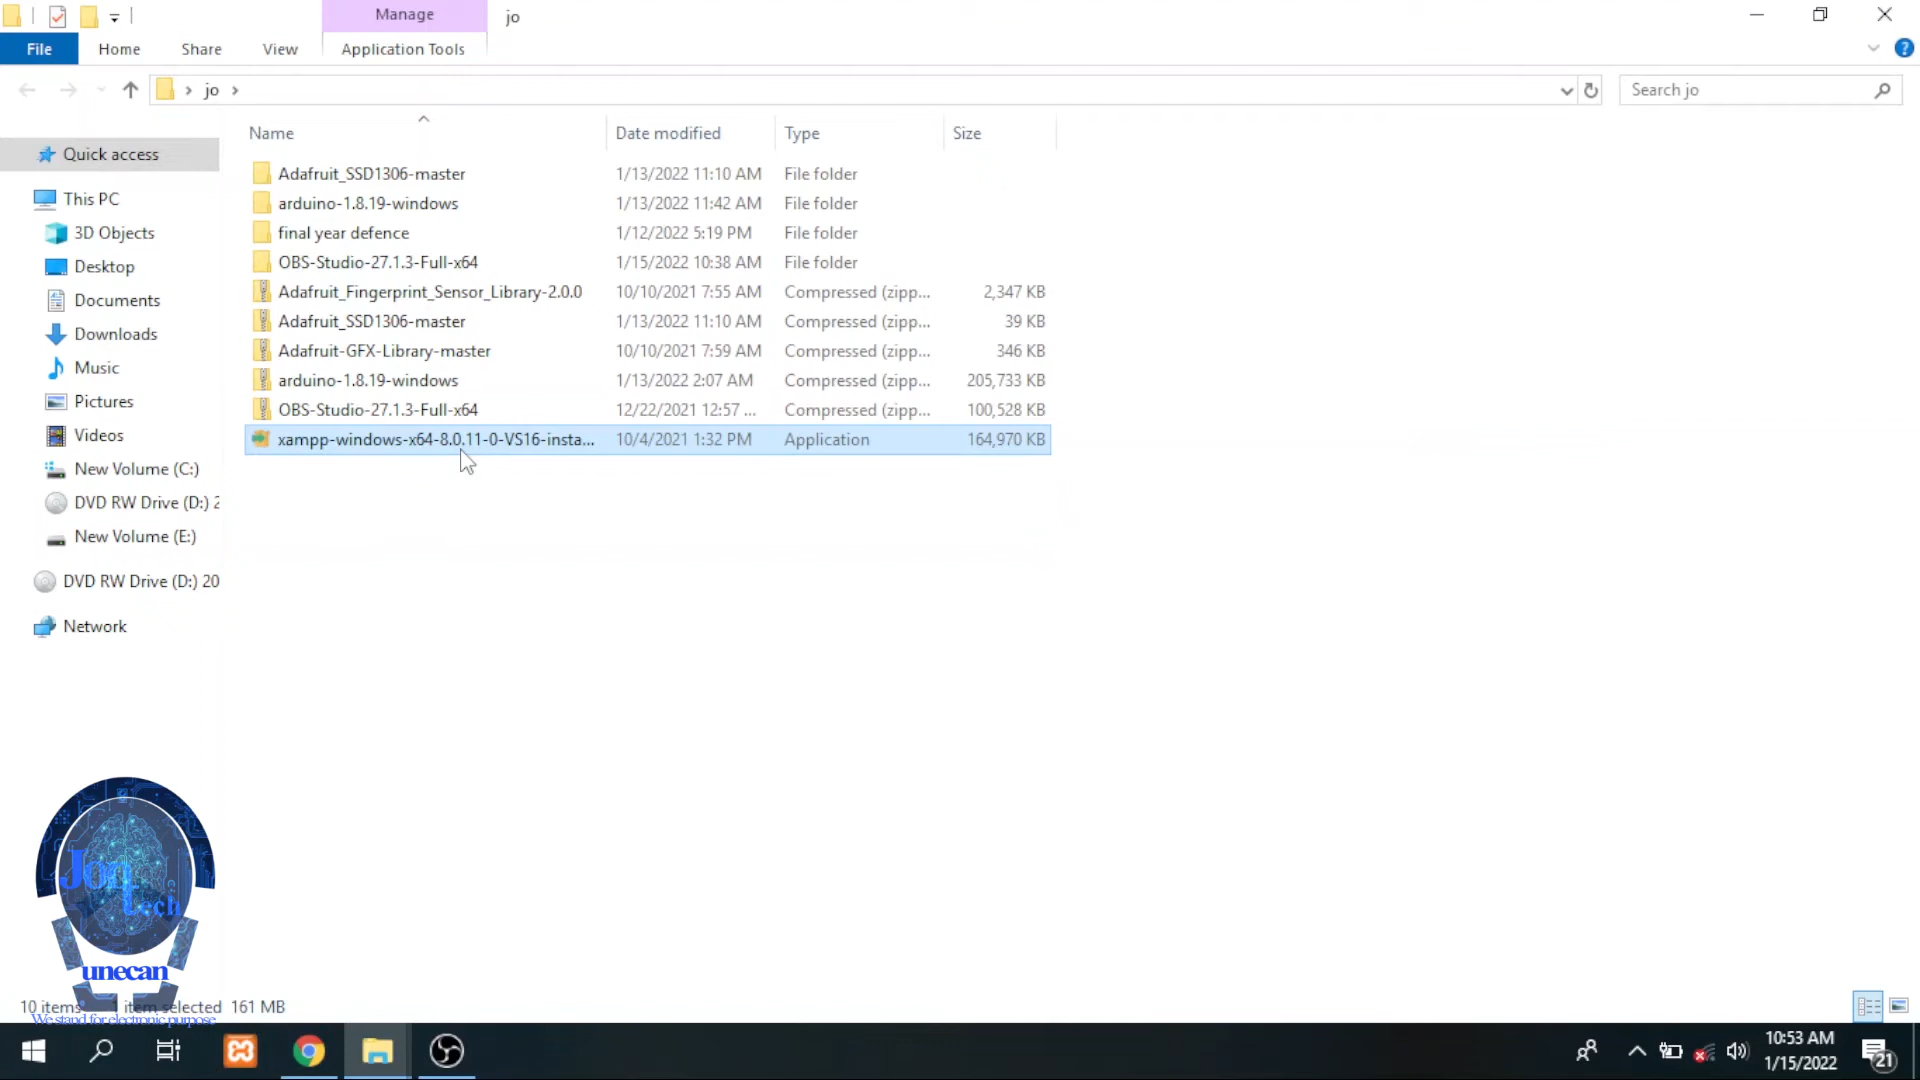 Manage
jo
File
Home
Share
View
Application Tools
jo
Search jo
Name
Date modified
Type
Size
Quick access
This PC
3D Objects
Desktop
Documents
Downloads
Music
Pictures
Videos
New Volume (C:)
DVD RW Drive (D:) 2
New Volume (E:)
DVD RW Drive (D:) 20
Network
Adafruit_SSD1306-master 1/13/2022 11:10 AM File folder
arduino-1.8.19-windows 1/13/2022 11:42 AM File folder
final year defence 1/12/2022 5:19 PM File folder
OBS-Studio-27.1.3-Full-x64 1/15/2022 10:38 AM File folder
Adafruit_Fingerprint_Sensor_Library-2.0.0 10/10/2021 7:55 AM Compressed (zipp... 2,347 KB
Adafruit_SSD1306-master 1/13/2022 11:10 AM Compressed (zipp... 39 KB
Adafruit-GFX-Library-master 10/10/2021 7:59 AM Compressed (zipp... 346 KB
arduino-1.8.19-windows 1/13/2022 2:07 AM Compressed (zipp... 205,733 KB
OBS-Studio-27.1.3-Full-x64 12/22/2021 12:57 ... Compressed (zipp... 100,528 KB
xampp-windows-x64-8.0.11-0-VS16-insta... 10/4/2021 1:32 PM Application 164,970 KB
Jon
tech
unecan
10 items 1 item selected 161 MB
We stand for electronic purpose
10:53 AM
1/15/2022
21